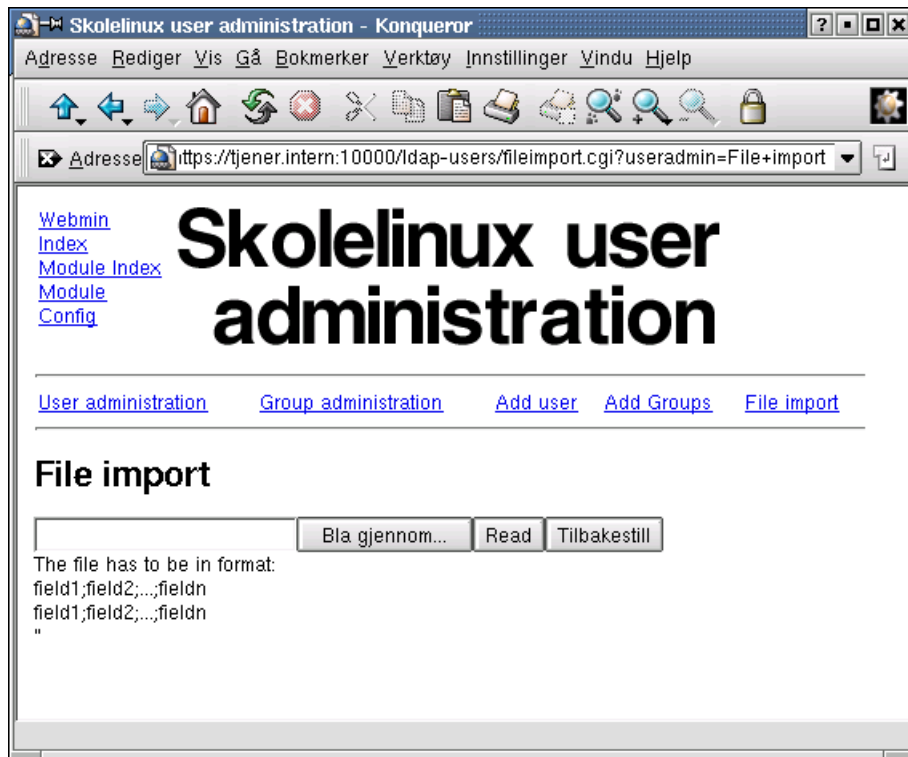 Skolelinux user administration - Konqueror
Adresse Rediger Vis Gå Bokmerker Verktøy Innstillinger Vindu Hjelp
Adresse ttps://tjener.intern:10000/ldap-users/fileimport.cgi?useradmin=File+import
Webmin
Index
Module Index
Module
Config
Skolelinux user
administration
User administration Group administration Add user Add Groups File import
File import
Bla gjennom... Read Tilbakestill
The file has to be in format:
field1;field2;...;fieldn
field1;field2;...;fieldn
"